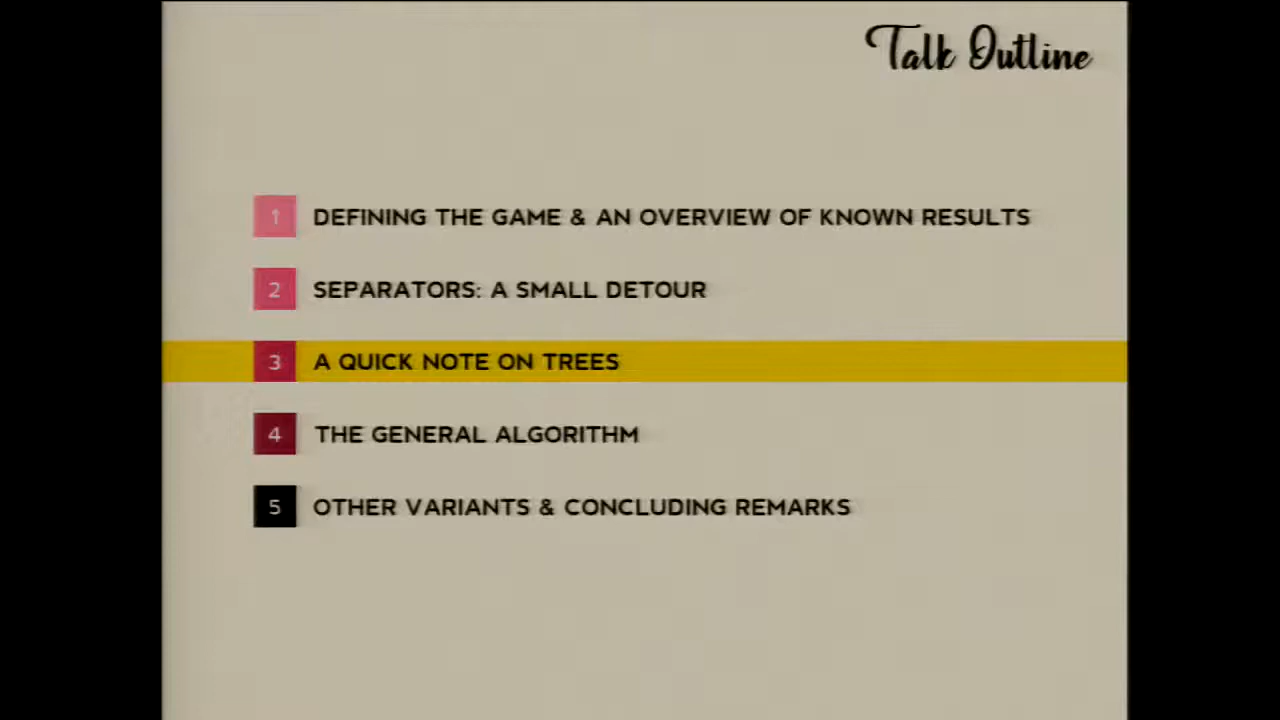 Talk Outline
1 DEFINING THE GAME & AN OVERVIEW OF KNOWN RESULTS
2 SEPARATORS: A SMALL DETOUR
3 A QUICK NOTE ON TREES
4 THE GENERAL ALGORITHM
5 OTHER VARIANTS & CONCLUDING REMARKS